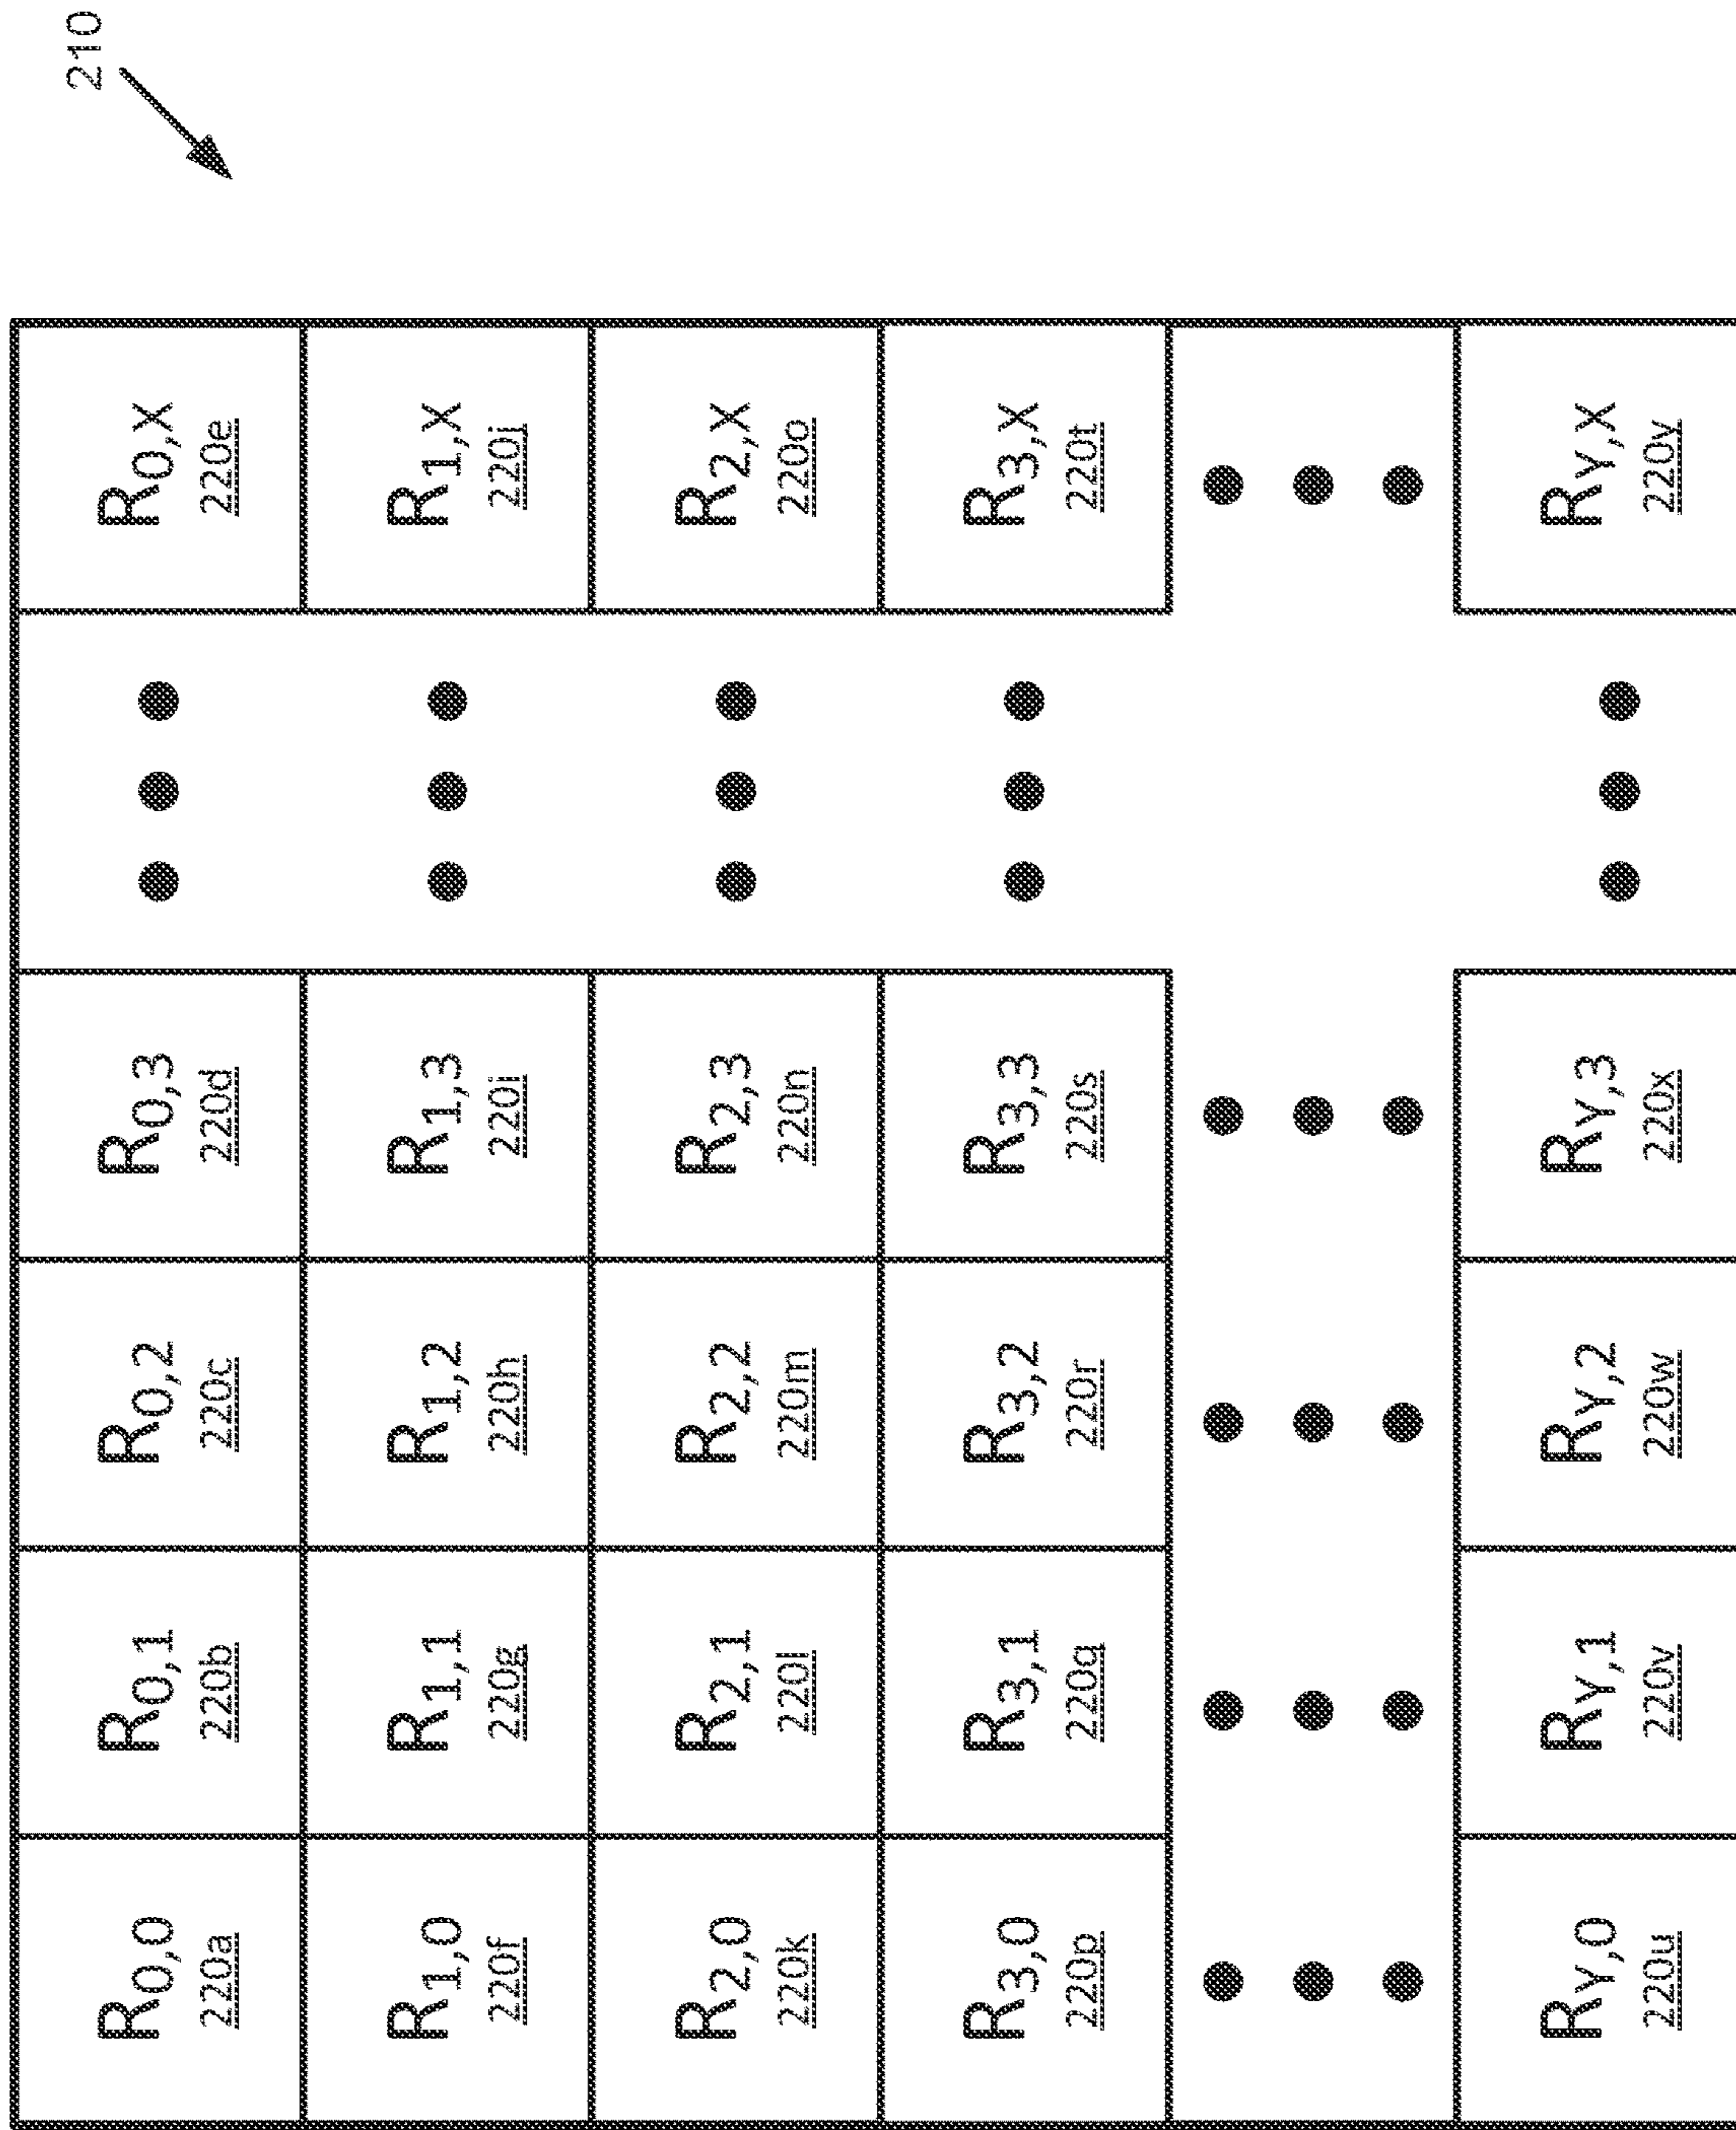 210
R0,0
220a
R0,1
220b
R0,2
220c
R0,3
220d
R0,X
220e
R1,0
220f
R1,1
220g
R1,2
220h
R1,3
220i
R1,X
220j
R2,0
220k
R2,1
220l
R2,2
220m
R2,3
220n
R2,X
220o
R3,0
220p
R3,1
220q
R3,2
220r
R3,3
220s
R3,X
220t
RY,0
220u
RY,1
220v
RY,2
220w
RY,3
220x
RY,X
220y